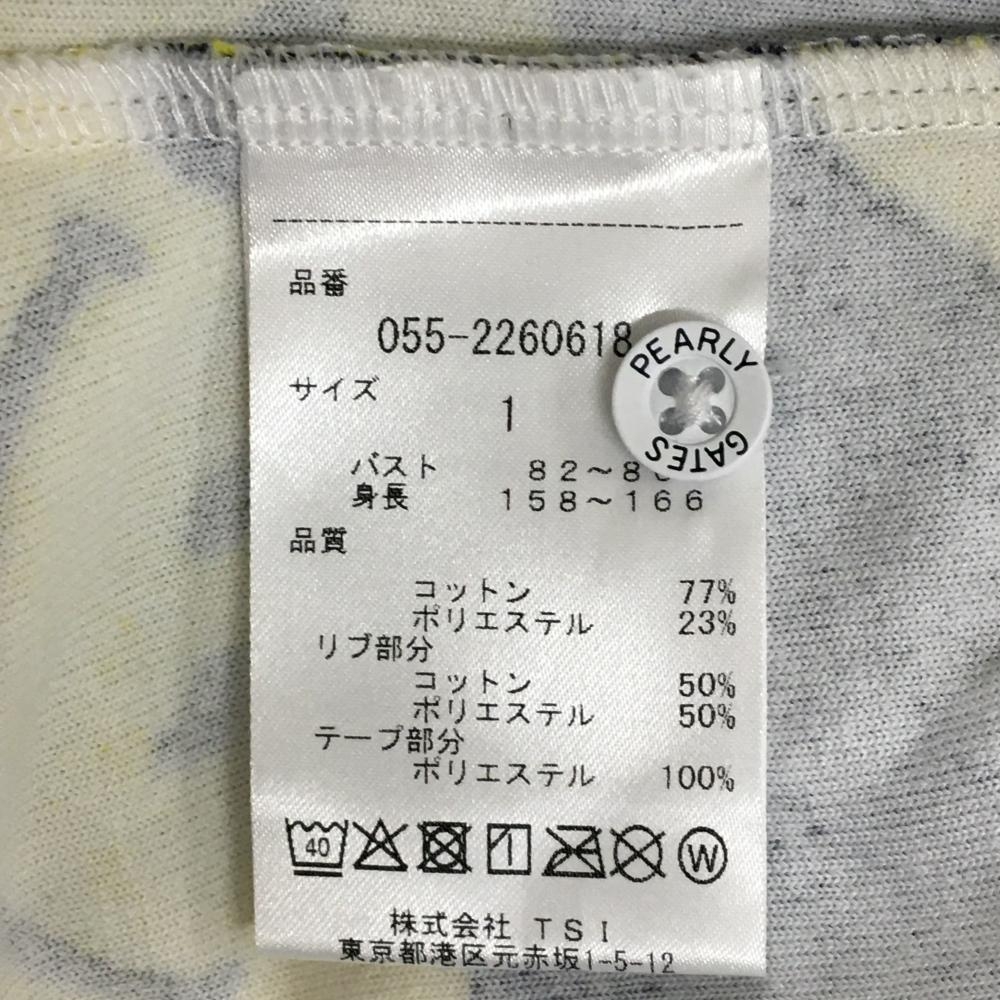 品番
055-2260618
サイズ
1
PEARLY
GATES
バスト 82～8
身長 158～166
品質
コットン 77%
ポリエステル 23%
リブ部分
コットン 50%
ポリエステル 50%
テープ部分
ポリエステル 100%
40 W
株式会社 TSI
東京都港区元赤坂1-5-12